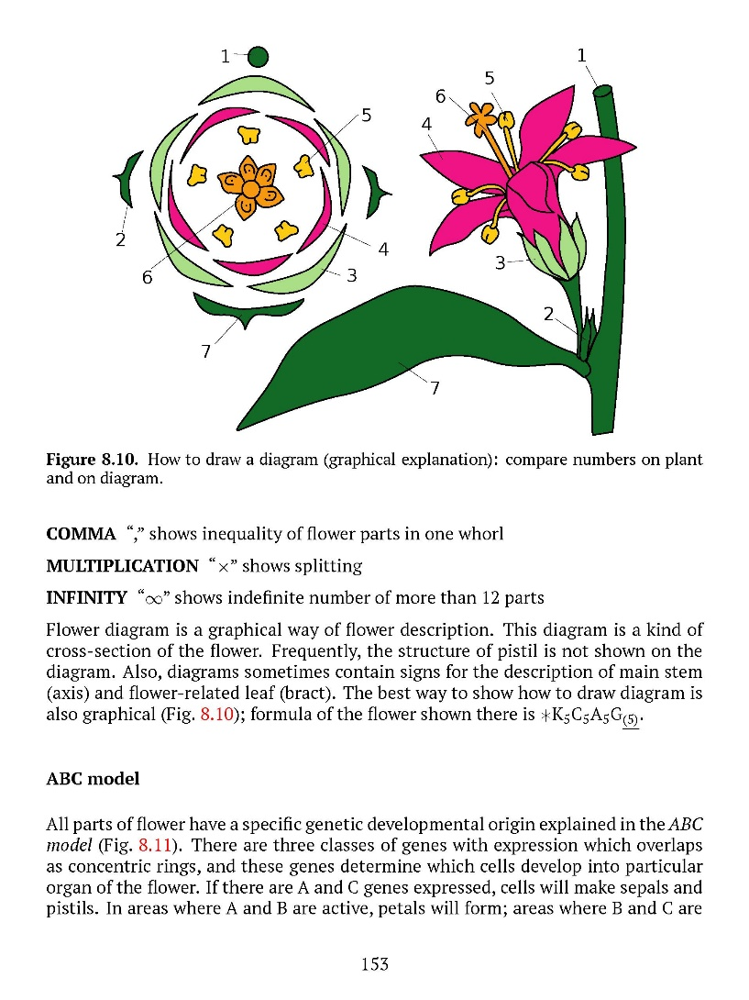 1
1
5
6
5
4
2
4
6
3
3
2
7
7
Figure 8.10. How to draw a diagram (graphical explanation): compare numbers on plant
and on diagram.
COMMA “,” shows inequality of flower parts in one whorl
MULTIPLICATION “×” shows splitting
INFINITY “∞” shows indefinite number of more than 12 parts
Flower diagram is a graphical way of flower description. This diagram is a kind of
cross-section of the flower. Frequently, the structure of pistil is not shown on the
diagram. Also, diagrams sometimes contain signs for the description of main stem
(axis) and flower-related leaf (bract). The best way to show how to draw diagram is
also graphical (Fig. 8.10); formula of the flower shown there is ∗K₅C₅A₅G₍₅₎.
ABC model
All parts of flower have a specific genetic developmental origin explained in the ABC
model (Fig. 8.11). There are three classes of genes with expression which overlaps
as concentric rings, and these genes determine which cells develop into particular
organ of the flower. If there are A and C genes expressed, cells will make sepals and
pistils. In areas where A and B are active, petals will form; areas where B and C are
153